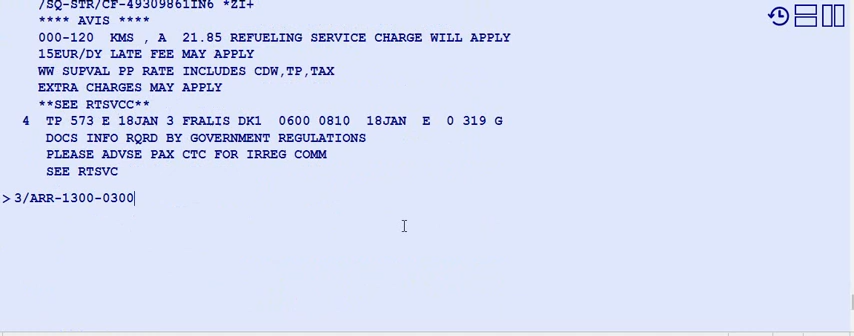 /SQ-STR/CF-49309861IN6 *ZI+
**** AVIS ****
000-120 KMS , A 21.85 REFUELING SERVICE CHARGE WILL APPLY
15EUR/DY LATE FEE MAY APPLY
WW SUPVAL PP RATE INCLUDES CDW,TP,TAX
EXTRA CHARGES MAY APPLY
**SEE RTSVCC**
4 TP 573 E 18JAN 3 FRALIS DK1 0600 0810 18JAN E 0 319 G
DOCS INFO RQRD BY GOVERNMENT REGULATIONS
PLEASE ADVSE PAX CTC FOR IRREG COMM
SEE RTSVC
> 3/ARR-1300-0300